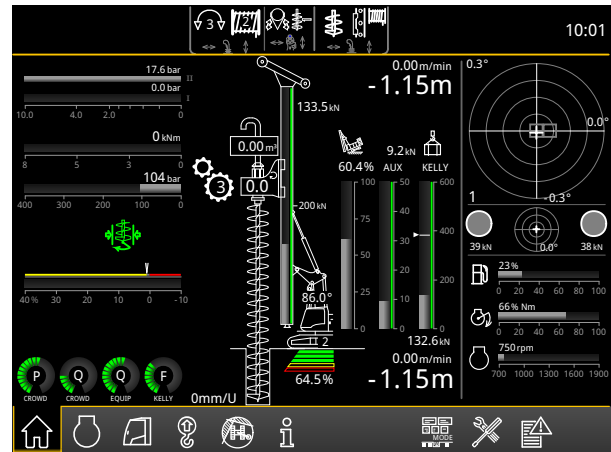 3 2 10:01
17.6 bar II
0.0 bar I
10.0 4.0 2.0 0
0 kNm
8 5 3 0
104 bar
400 300 200 100 0
40 % 30 20 10 0 -10
P Q Q F
CROWD CROWD EQUIP KELLY
0.00 m/min
-1.15m
133.5 kN
0.00 m³
3 0.0
200 kN
86.0°
2
64.5%
0mm/U
9.2 kN
60.4% AUX KELLY
100 50 600
75 40
50 30 400
25 20 200
10
0 0 0
132.6 kN
0.00 m/min
-1.15m
0.3°
0.0°
1 -0.3°
39 kN 0.0° 38 kN
23 %
0 20 40 60 80 100
66 % Nm
0 20 40 60 80 100
750 rpm
700 1000 1300 1600 1900
MODE